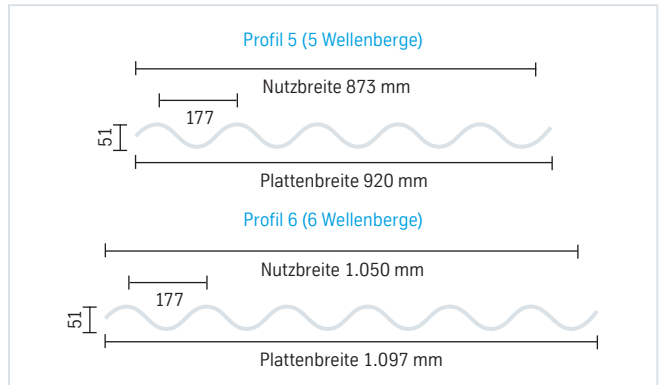 Profil 5 (5 Wellenberge)
Nutzbreite 873 mm
177
51
Plattenbreite 920 mm
Profil 6 (6 Wellenberge)
Nutzbreite 1.050 mm
177
51
Plattenbreite 1.097 mm